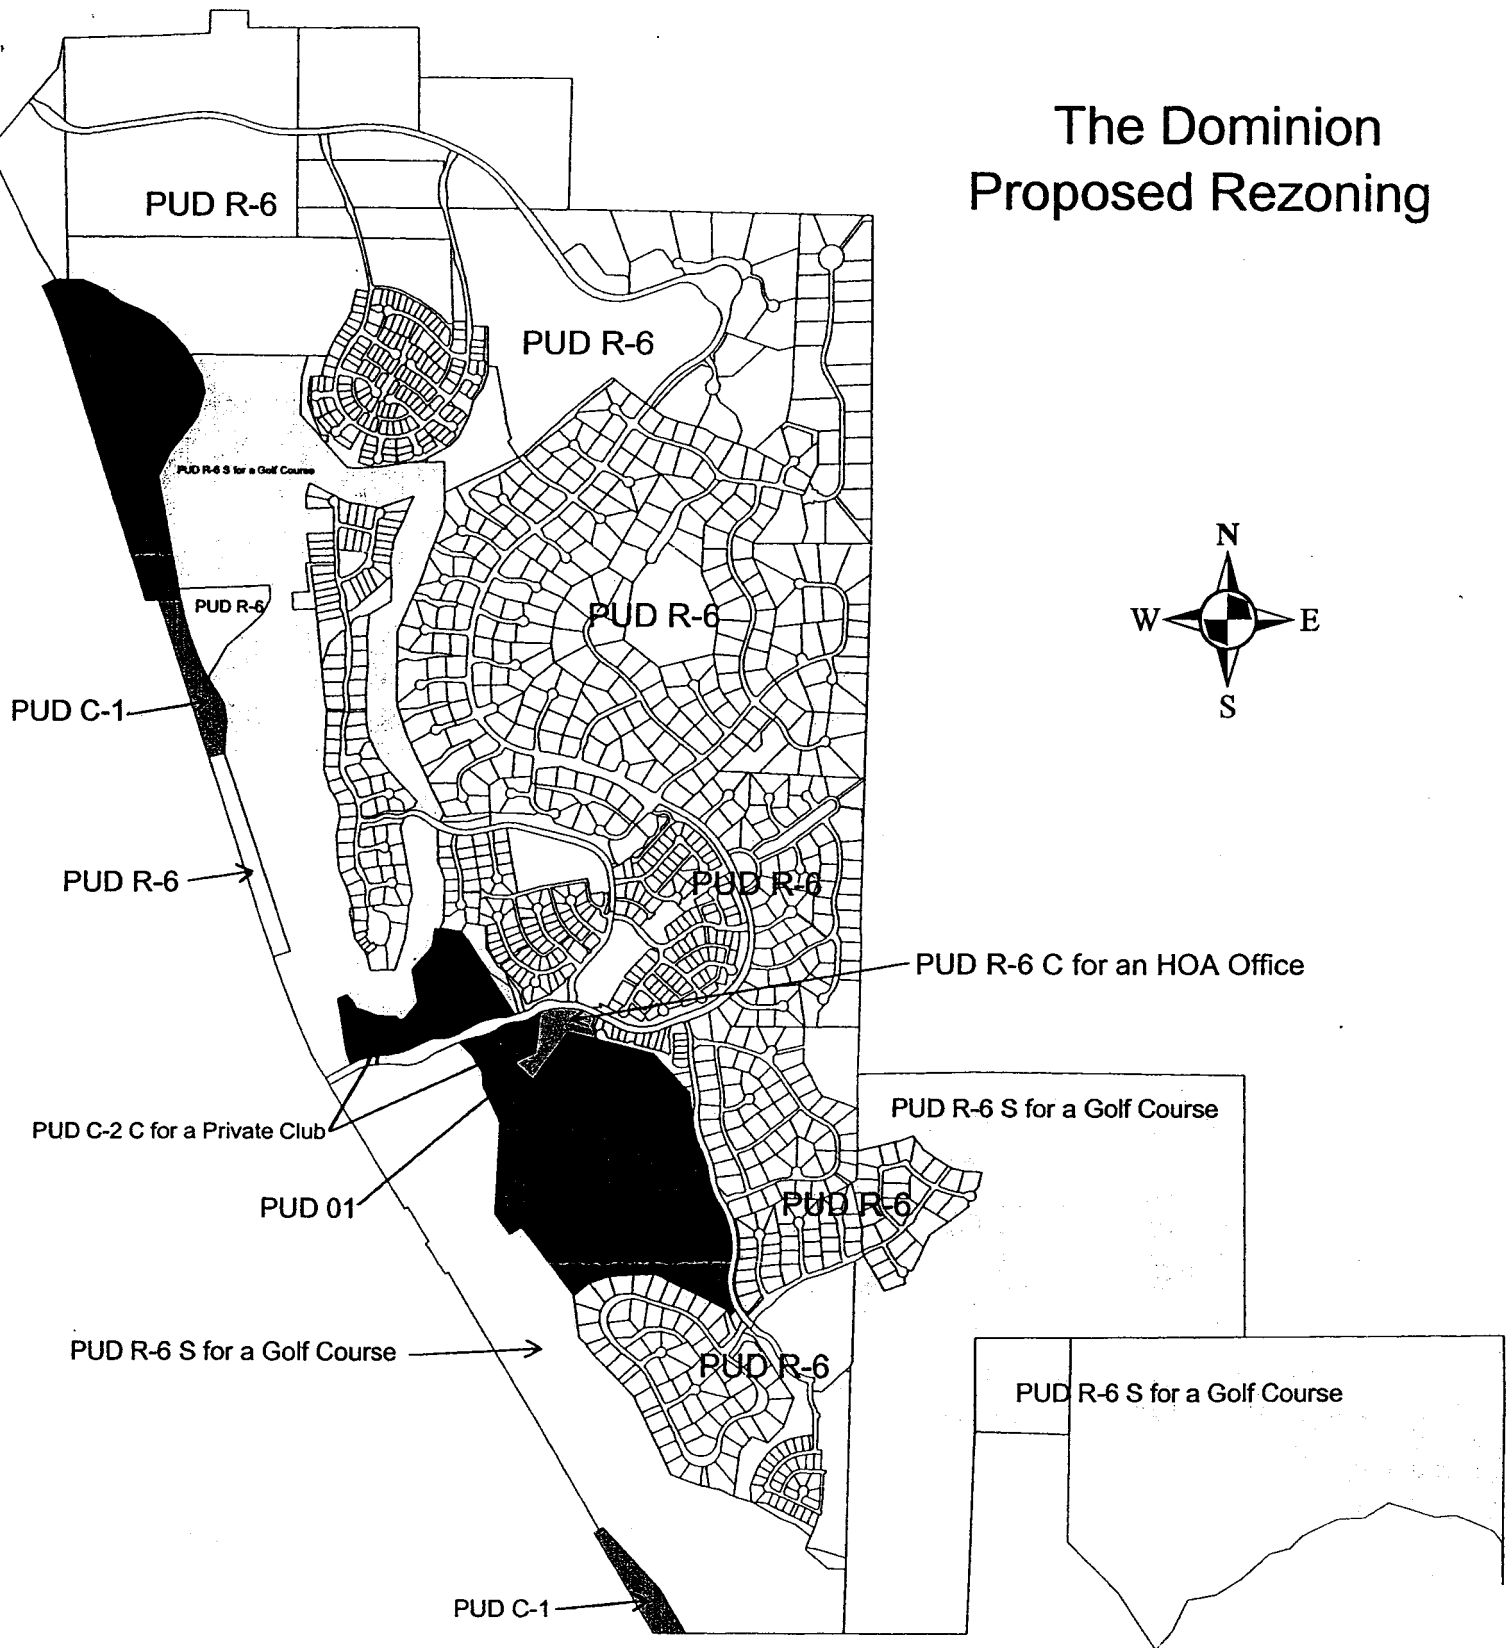 The Dominion
Proposed Rezoning
PUD R-6
PUD R-6
PUD R-6 S for a Golf Course
PUD R-6
PUD R-6
N
W E
S
PUD C-1
PUD R-6
PUD R-6
PUD R-6 C for an HOA Office
PUD R-6 S for a Golf Course
PUD C-2 C for a Private Club
PUD 01
PUD R-6
PUD R-6 S for a Golf Course
PUD R-6
PUD R-6 S for a Golf Course
PUD C-1